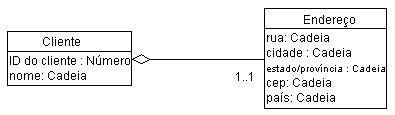 Cliente
ID do cliente : Número
nome: Cadeia
1..1
Endereço
rua: Cadeia
cidade : Cadeia
estado/província : Cadeia
cep: Cadeia
país: Cadeia